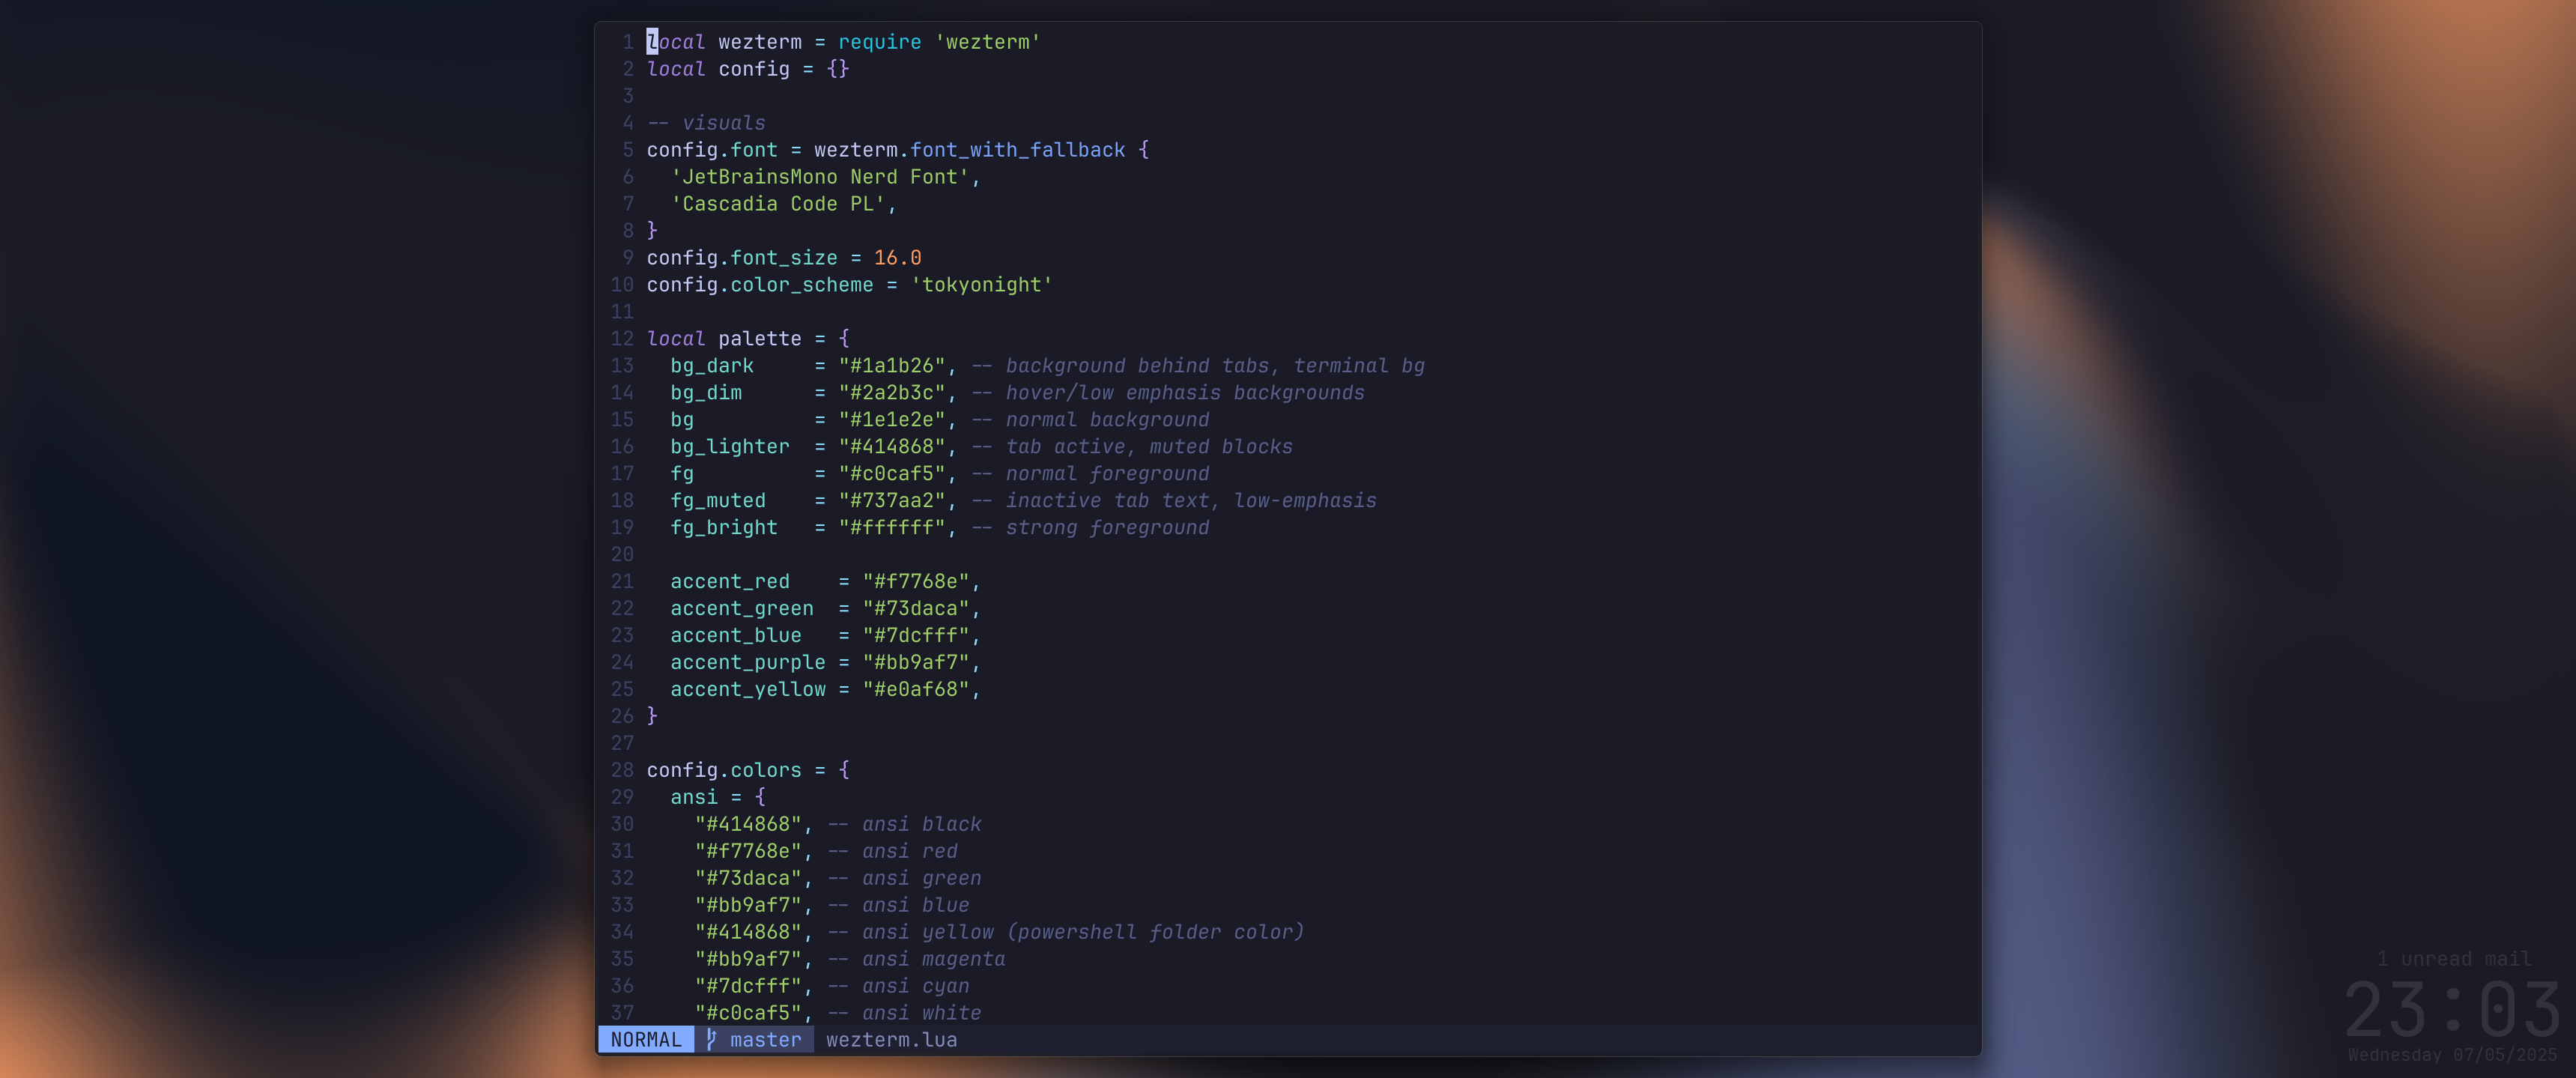 1 local wezterm = require 'wezterm'
2 local config = {}
3
4 -- visuals
5 config.font = wezterm.font_with_fallback {
6   'JetBrainsMono Nerd Font',
7   'Cascadia Code PL',
8 }
9 config.font_size = 16.0
10 config.color_scheme = 'tokyonight'
11
12 local palette = {
13   bg_dark     = "#1a1b26", -- background behind tabs, terminal bg
14   bg_dim      = "#2a2b3c", -- hover/low emphasis backgrounds
15   bg          = "#1e1e2e", -- normal background
16   bg_lighter  = "#414868", -- tab active, muted blocks
17   fg          = "#c0caf5", -- normal foreground
18   fg_muted    = "#737aa2", -- inactive tab text, low-emphasis
19   fg_bright   = "#ffffff", -- strong foreground
20
21   accent_red    = "#f7768e",
22   accent_green  = "#73daca",
23   accent_blue   = "#7dcfff",
24   accent_purple = "#bb9af7",
25   accent_yellow = "#e0af68",
26 }
27
28 config.colors = {
29   ansi = {
30     "#414868", -- ansi black
31     "#f7768e", -- ansi red
32     "#73daca", -- ansi green
33     "#bb9af7", -- ansi blue
34     "#414868", -- ansi yellow (powershell folder color)
35     "#bb9af7", -- ansi magenta
36     "#7dcfff", -- ansi cyan
37     "#c0caf5", -- ansi white
NORMAL master wezterm.lua
1 unread mail
23:03
Wednesday 07/05/2025